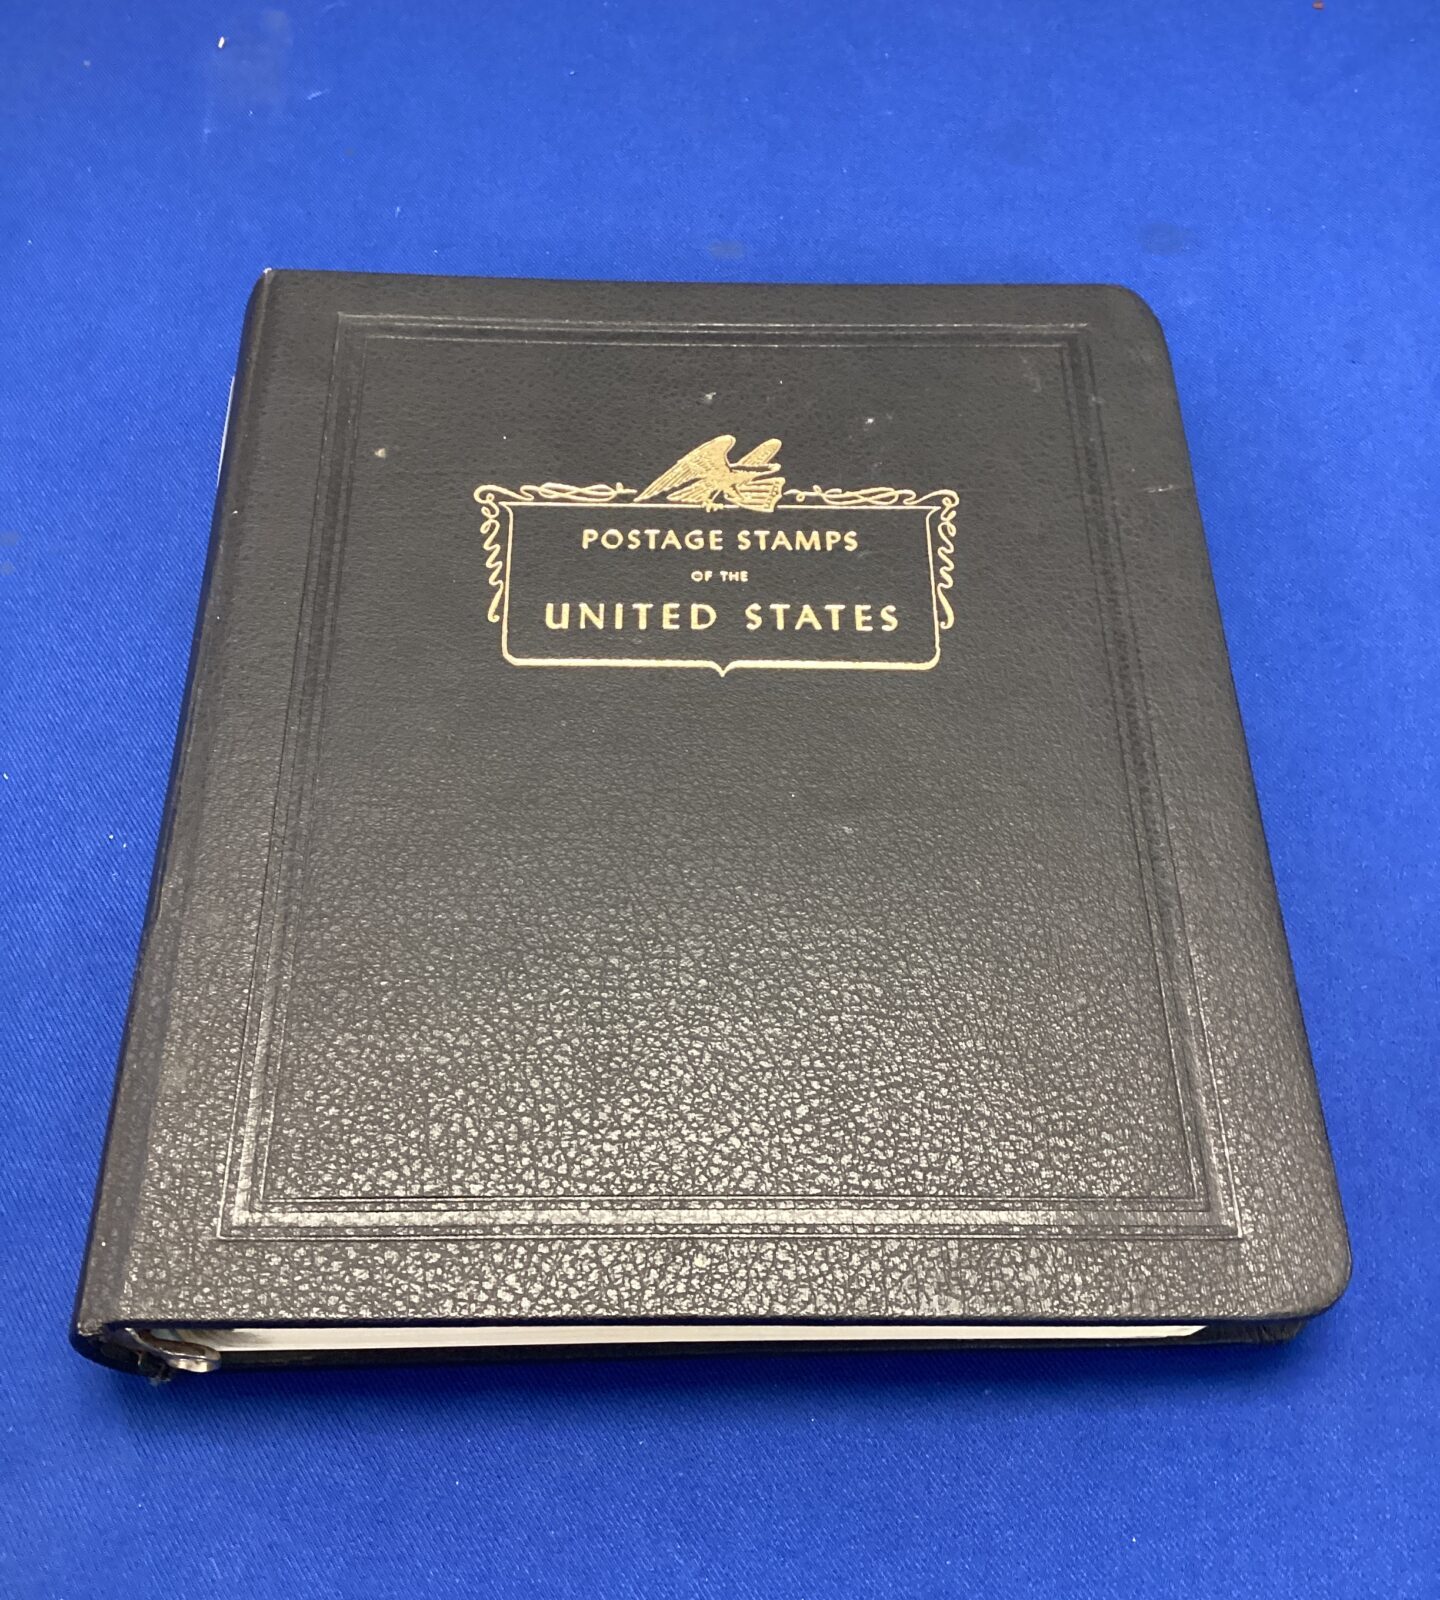 POSTAGE STAMPS
OF THE
UNITED STATES